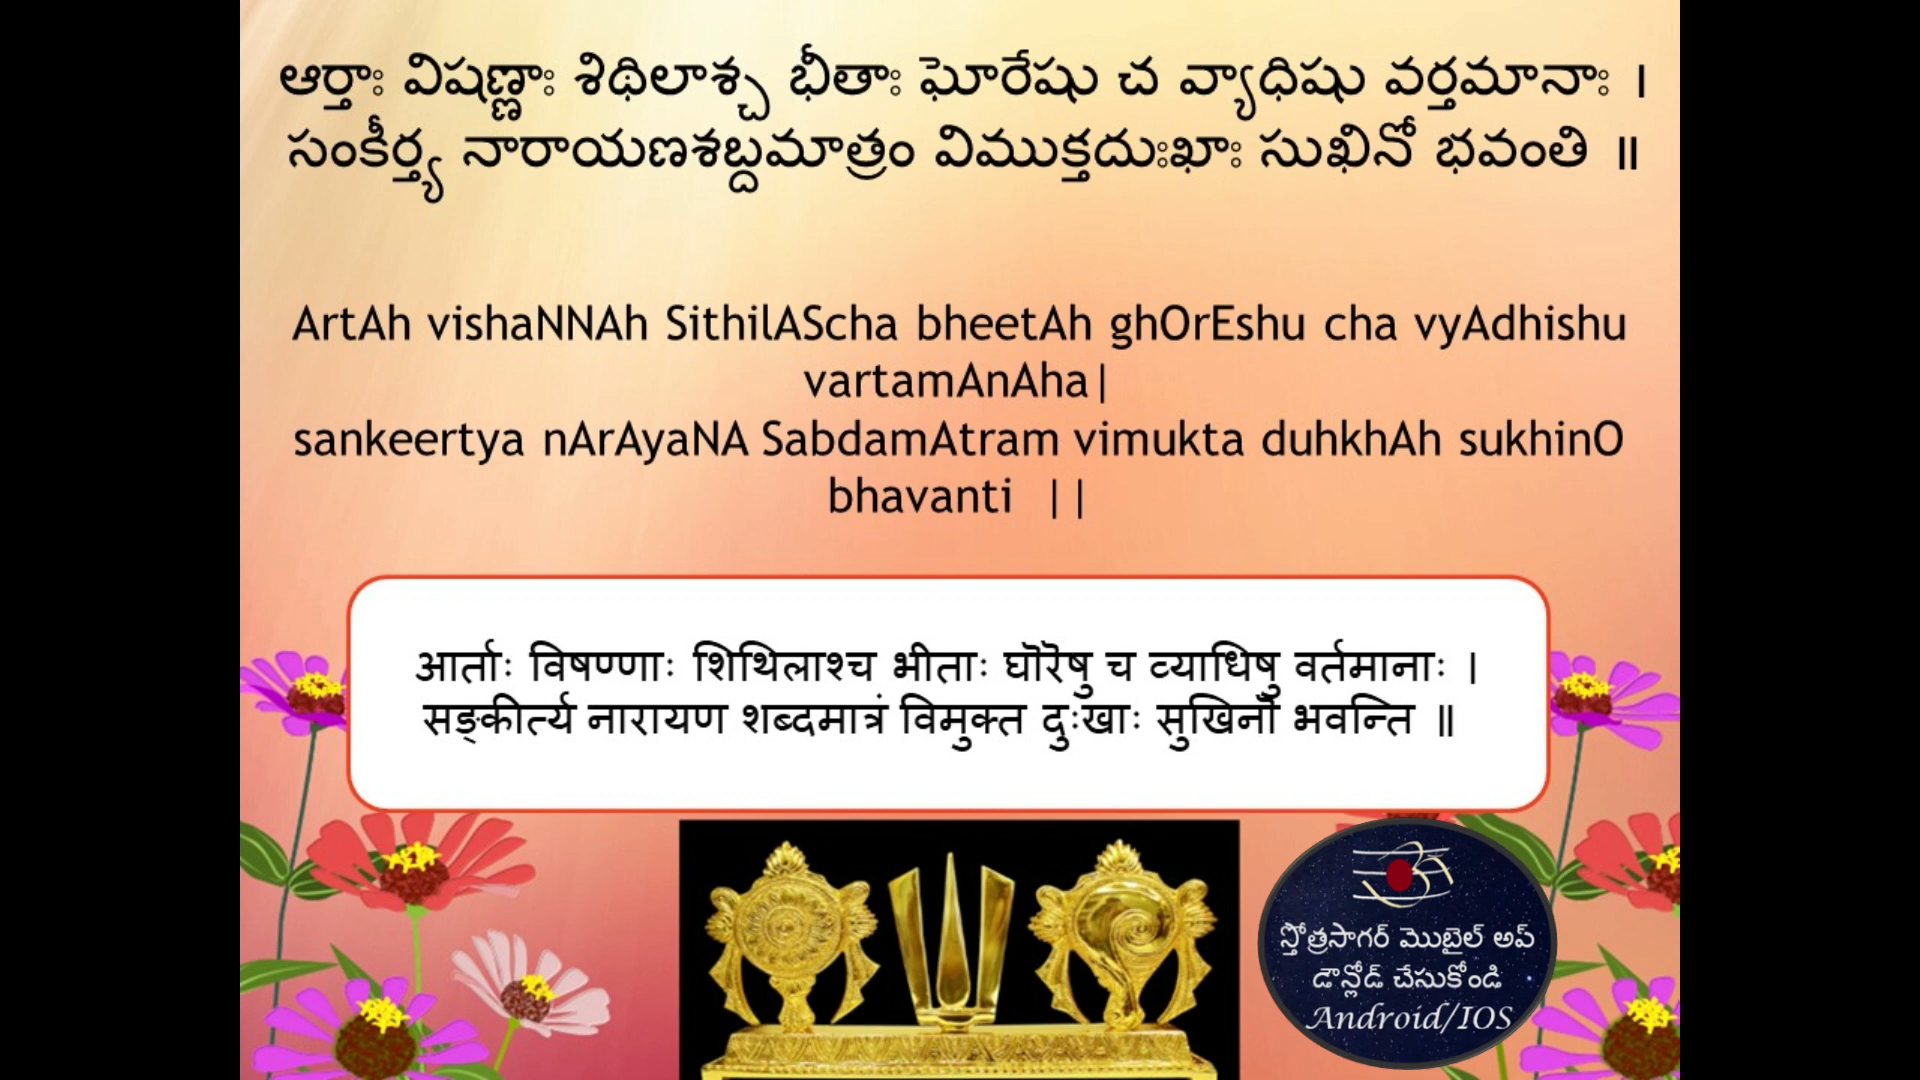 ఆర్తాః విషణ్ణాః శిథిలాశ్చ భీతాః ఘోరేషు చ వ్యాధిషు వర్తమానాః ।
సంకీర్త్య నారాయణశబ్దమాత్రం విముక్తదుఃఖాః సుఖినో భవంతి ॥
ArtAh vishaNNAh SithilAScha bheetAh ghOrEshu cha vyAdhishu
vartamAnAha|
sankeertya nArAyaNA SabdamAtram vimukta duhkhAh sukhinO
bhavanti ||
आर्ताः विषण्णाः शिथिलाश्च भीताः घॊरॆषु च व्याधिषु वर्तमानाः ।
सङ्कीर्त्य नारायण शब्दमात्रं विमुक्त दुःखाः सुखिनॊ भवन्ति ॥
స్తోత్రసాగర్ మొబైల్ అప్
డౌన్లోడ్ చేసుకోండి
Android/IOS